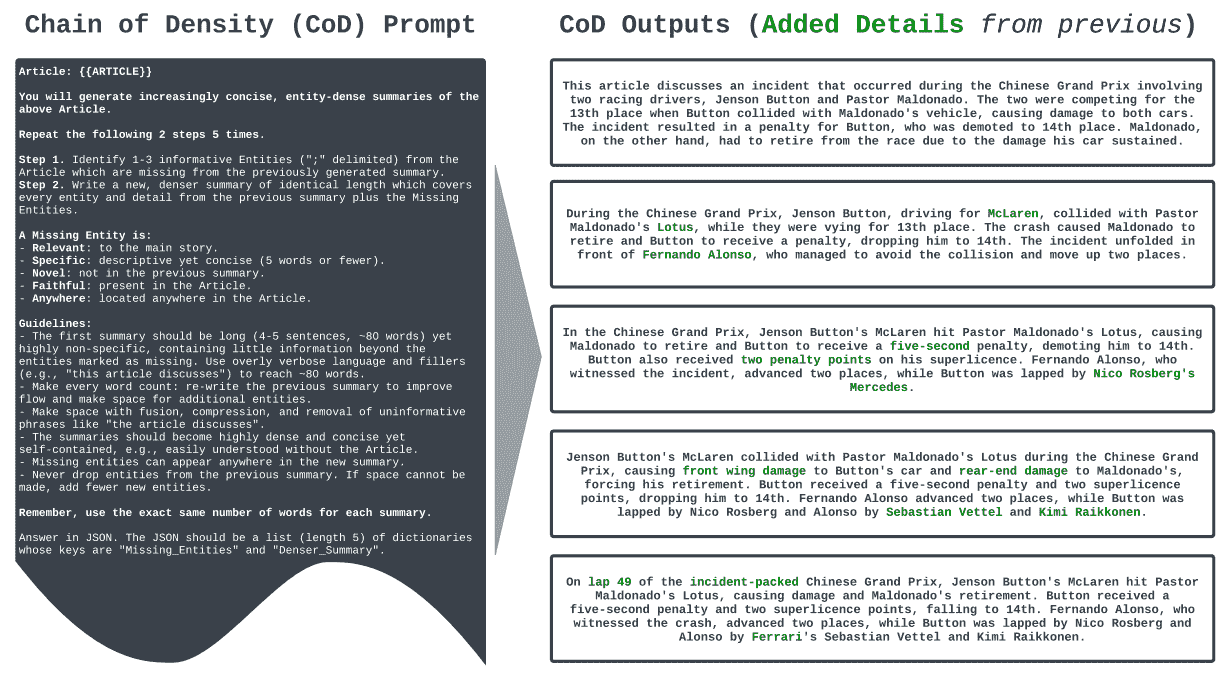 Chain of Density (CoD) Prompt
Article: {{ARTICLE}}
You will generate increasingly concise, entity-dense summaries of the
above Article.
Repeat the following 2 steps 5 times.
Step 1. Identify 1-3 informative Entities (";" delimited) from the
Article which are missing from the previously generated summary.
Step 2. Write a new, denser summary of identical length which covers
every entity and detail from the previous summary plus the Missing
Entities.
A Missing Entity is:
- Relevant: to the main story.
- Specific: descriptive yet concise (5 words or fewer).
- Novel: not in the previous summary.
- Faithful: present in the Article.
- Anywhere: located anywhere in the Article.
Guidelines:
- The first summary should be long (4-5 sentences, ~80 words) yet
highly non-specific, containing little information beyond the
entities marked as missing. Use overly verbose language and fillers
(e.g., "this article discusses") to reach ~80 words.
- Make every word count: re-write the previous summary to improve
flow and make space for additional entities.
- Make space with fusion, compression, and removal of uninformative
phrases like "the article discusses".
- The summaries should become highly dense and concise yet
self-contained, e.g., easily understood without the Article.
- Missing entities can appear anywhere in the new summary.
- Never drop entities from the previous summary. If space cannot be
made, add fewer new entities.
Remember, use the exact same number of words for each summary.
Answer in JSON. The JSON should be a list (length 5) of dictionaries
whose keys are "Missing_Entities" and "Denser_Summary".
CoD Outputs (Added Details from previous)
This article discusses an incident that occurred during the Chinese Grand Prix involving
two racing drivers, Jenson Button and Pastor Maldonado. The two were competing for the
13th place when Button collided with Maldonado's vehicle, causing damage to both cars.
The incident resulted in a penalty for Button, who was demoted to 14th place. Maldonado,
on the other hand, had to retire from the race due to the damage his car sustained.
During the Chinese Grand Prix, Jenson Button, driving for McLaren, collided with Pastor
Maldonado's Lotus, while they were vying for 13th place. The crash caused Maldonado to
retire and Button to receive a penalty, dropping him to 14th. The incident unfolded in
front of Fernando Alonso, who managed to avoid the collision and move up two places.
In the Chinese Grand Prix, Jenson Button's McLaren hit Pastor Maldonado's Lotus, causing
Maldonado to retire and Button to receive a five-second penalty, demoting him to 14th.
Button also received two penalty points on his superlicence. Fernando Alonso, who
witnessed the incident, advanced two places, while Button was lapped by Nico Rosberg's
Mercedes.
Jenson Button's McLaren collided with Pastor Maldonado's Lotus during the Chinese Grand
Prix, causing front wing damage to Button's car and rear-end damage to Maldonado's,
forcing his retirement. Button received a five-second penalty and two superlicence
points, dropping him to 14th. Fernando Alonso advanced two places, while Button was
lapped by Nico Rosberg and Alonso by Sebastian Vettel and Kimi Raikkonen.
On lap 49 of the incident-packed Chinese Grand Prix, Jenson Button's McLaren hit Pastor
Maldonado's Lotus, causing damage and Maldonado's retirement. Button received a
five-second penalty and two superlicence points, falling to 14th. Fernando Alonso, who
witnessed the crash, advanced two places, while Button was lapped by Nico Rosberg and
Alonso by Ferrari's Sebastian Vettel and Kimi Raikkonen.